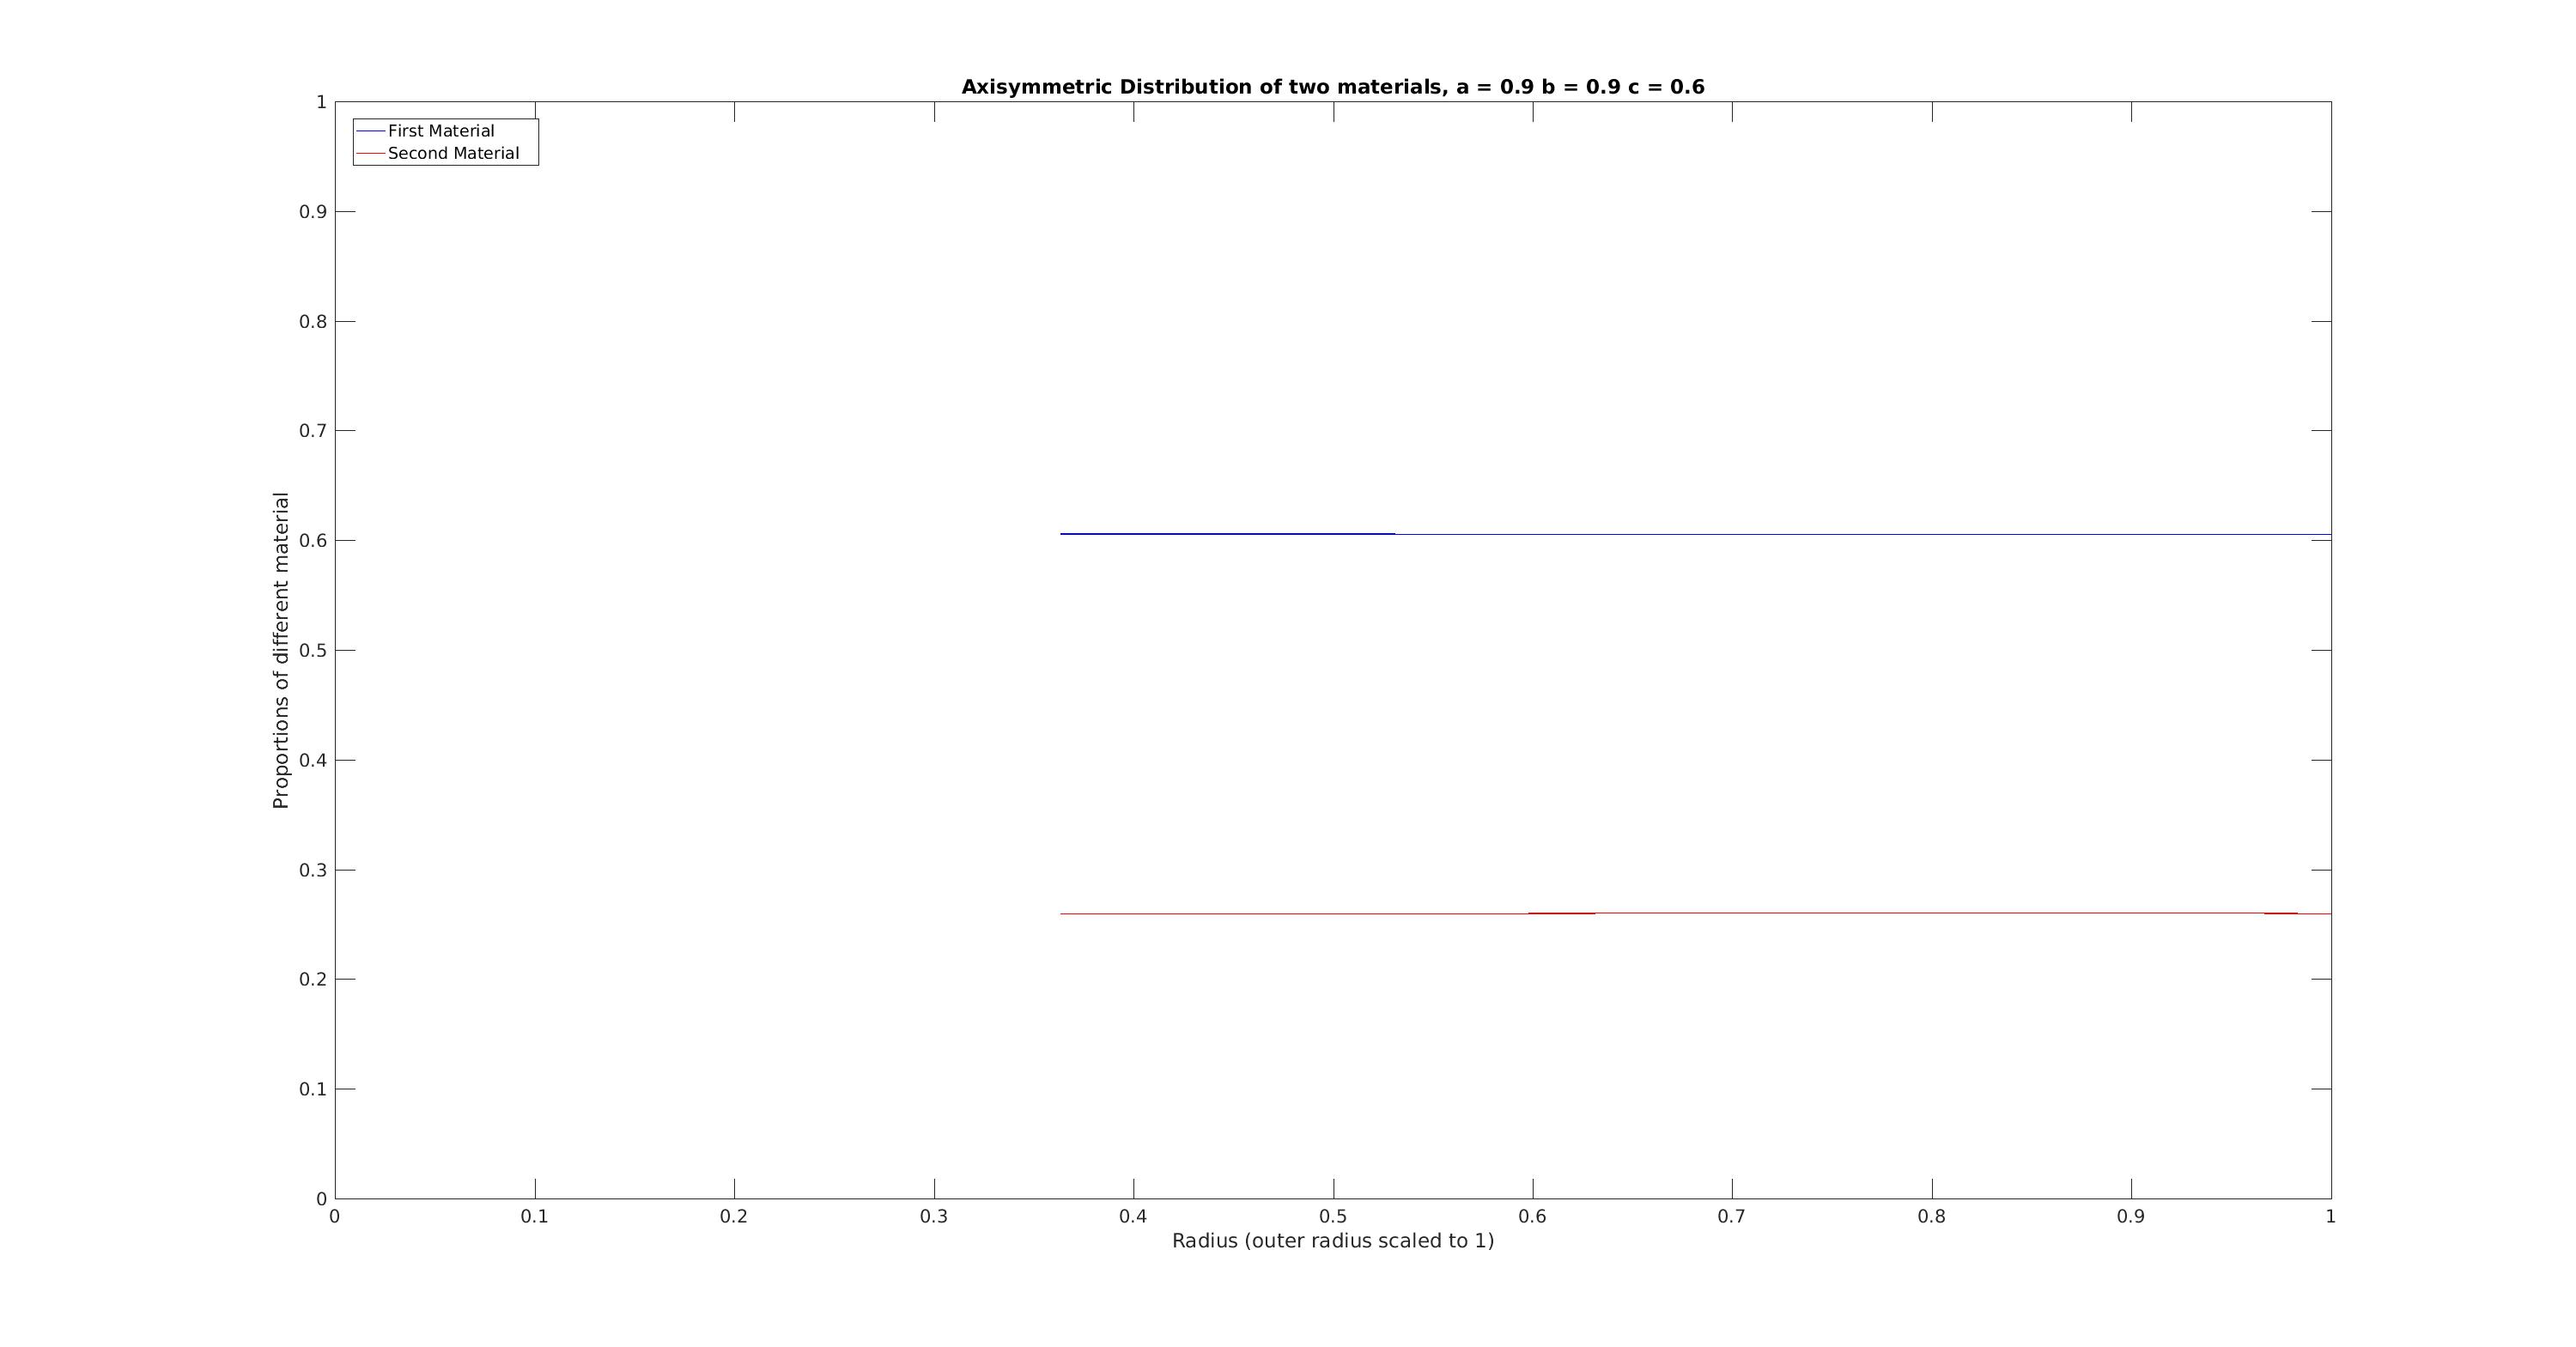 Axisymmetric Distribution of two materials, a = 0.9 b = 0.9 c = 0.6
First Material
Second Material
Proportions of different material
1
0.9
0.8
0.7
0.6
0.5
0.4
0.3
0.2
0.1
0
0 0.1 0.2 0.3 0.4 0.5 0.6 0.7 0.8 0.9 1
Radius (outer radius scaled to 1)